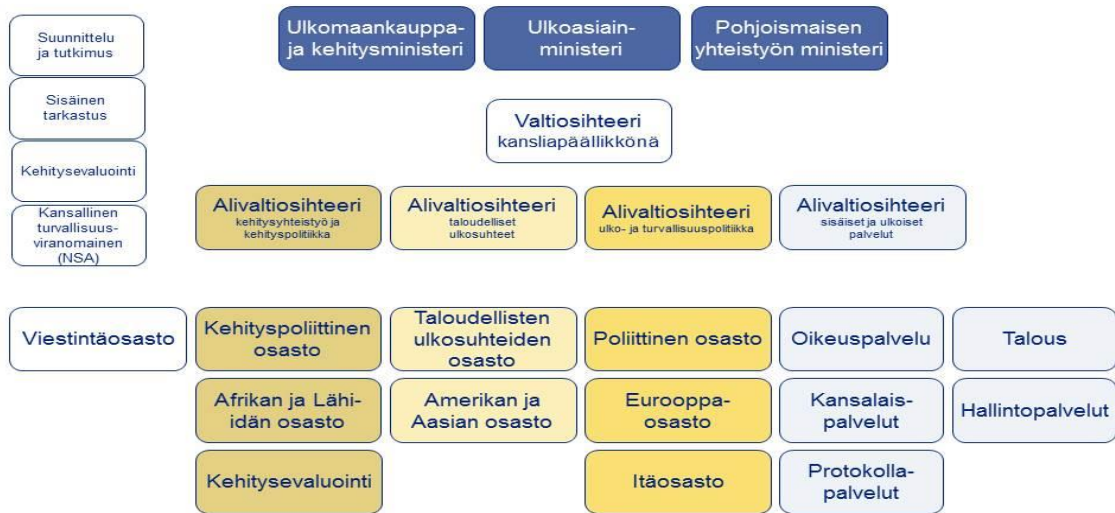 Suunnittelu
ja tutkimus
Sisäinen
tarkastus
Kehitysevaluointi
Kansallinen
turvallisuus-
viranomainen
(NSA)
Ulkomaankauppa-
ja kehitysministeri
Ulkoasiain-
ministeri
Pohjoismaisen
yhteistyön ministeri
Valtiosihteeri
kansliapäällikkönä
Alivaltiosihteeri
kehitysyhteistyö ja
kehityspolitiikka
Alivaltiosihteeri
taloudelliset
ulkosuhteet
Alivaltiosihteeri
ulko- ja turvallisuuspolitiikka
Alivaltiosihteeri
sisäiset ja ulkoiset
palvelut
Viestintäosasto
Kehityspoliittinen
osasto
Taloudellisten
ulkosuhteiden
osasto
Poliittinen osasto
Oikeuspalvelu
Talous
Afrikan ja Lähi-
idän osasto
Amerikan ja
Aasian osasto
Eurooppa-
osasto
Kansalais-
palvelut
Hallintopalvelut
Kehitysevaluointi
Itäosasto
Protokolla-
palvelut